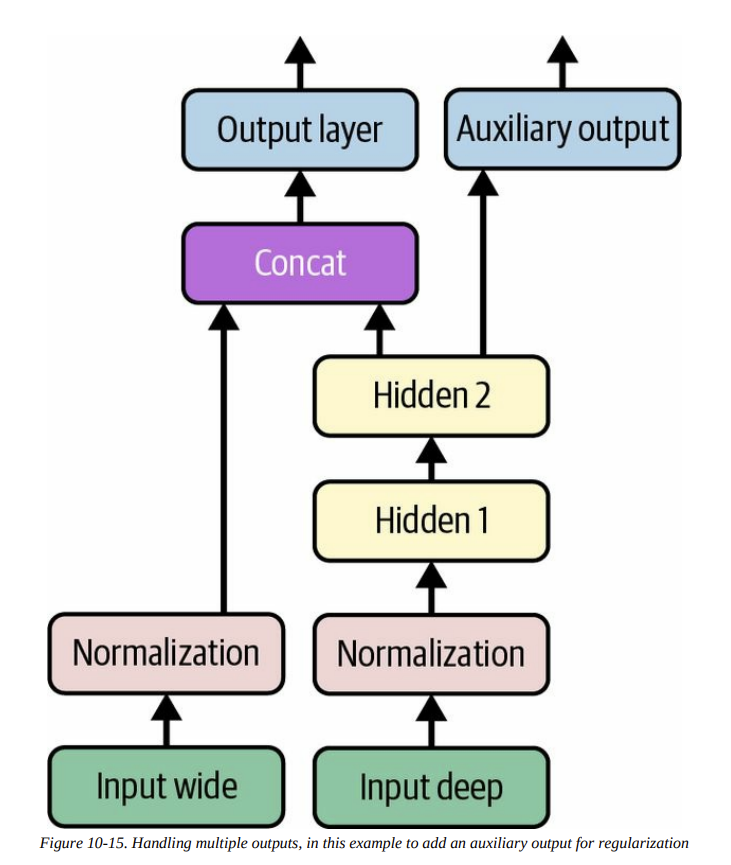 Output layer
Auxiliary output
Concat
Hidden 2
Hidden 1
Normalization
Normalization
Input wide
Input deep
Figure 10-15. Handling multiple outputs, in this example to add an auxiliary output for regularization